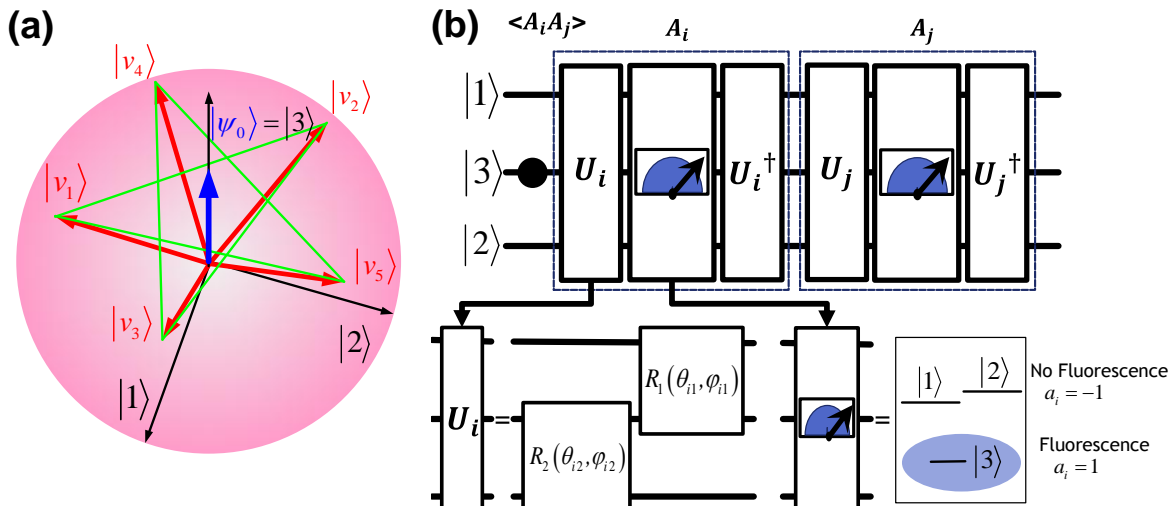 (a)
|v₄⟩
|v₂⟩
|ψ₀⟩ = |3⟩
|v₁⟩
|v₅⟩
|v₃⟩
|2⟩
|1⟩
(b)
<AᵢAⱼ>
Aᵢ
Aⱼ
|1⟩
|3⟩
|2⟩
Uᵢ
Uᵢ†
Uⱼ
Uⱼ†
Uᵢ
=
R₁(θᵢ₁,φᵢ₁)
R₂(θᵢ₂,φᵢ₂)
=
|1⟩
|2⟩
No Fluorescence
aᵢ = −1
|3⟩
Fluorescence
aᵢ = 1